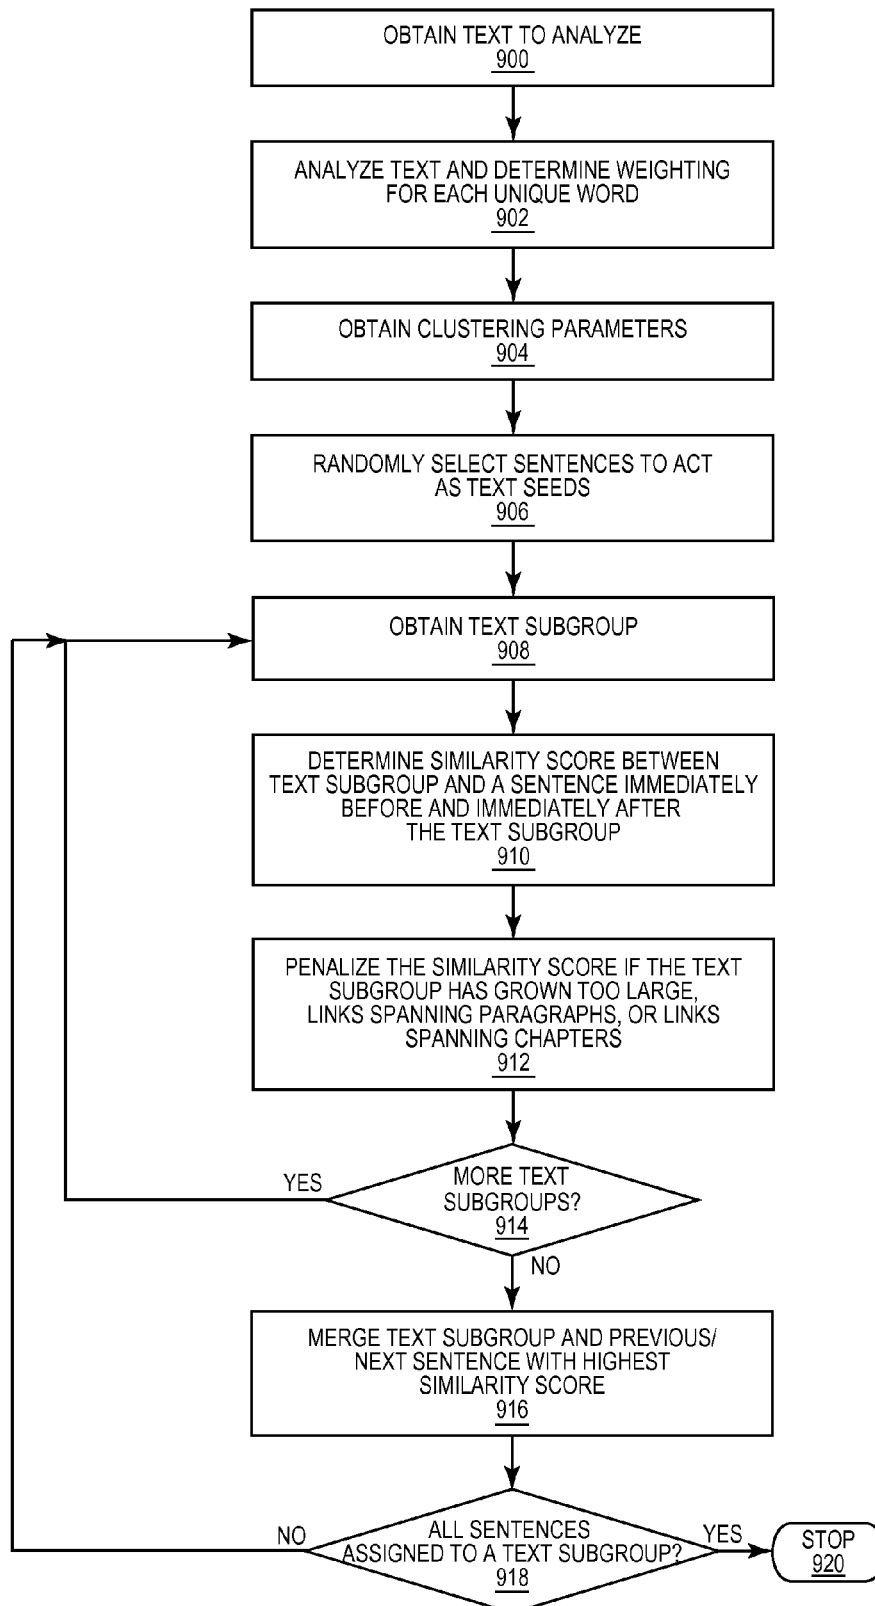 OBTAIN TEXT TO ANALYZE
900
ANALYZE TEXT AND DETERMINE WEIGHTING
FOR EACH UNIQUE WORD
902
OBTAIN CLUSTERING PARAMETERS
904
RANDOMLY SELECT SENTENCES TO ACT
AS TEXT SEEDS
906
OBTAIN TEXT SUBGROUP
908
DETERMINE SIMILARITY SCORE BETWEEN
TEXT SUBGROUP AND A SENTENCE IMMEDIATELY
BEFORE AND IMMEDIATELY AFTER
THE TEXT SUBGROUP
910
PENALIZE THE SIMILARITY SCORE IF THE TEXT
SUBGROUP HAS GROWN TOO LARGE,
LINKS SPANNING PARAGRAPHS, OR LINKS
SPANNING CHAPTERS
912
YES
MORE TEXT
SUBGROUPS?
914
NO
MERGE TEXT SUBGROUP AND PREVIOUS/
NEXT SENTENCE WITH HIGHEST
SIMILARITY SCORE
916
NO
ALL SENTENCES
ASSIGNED TO A TEXT SUBGROUP?
918
YES
STOP
920